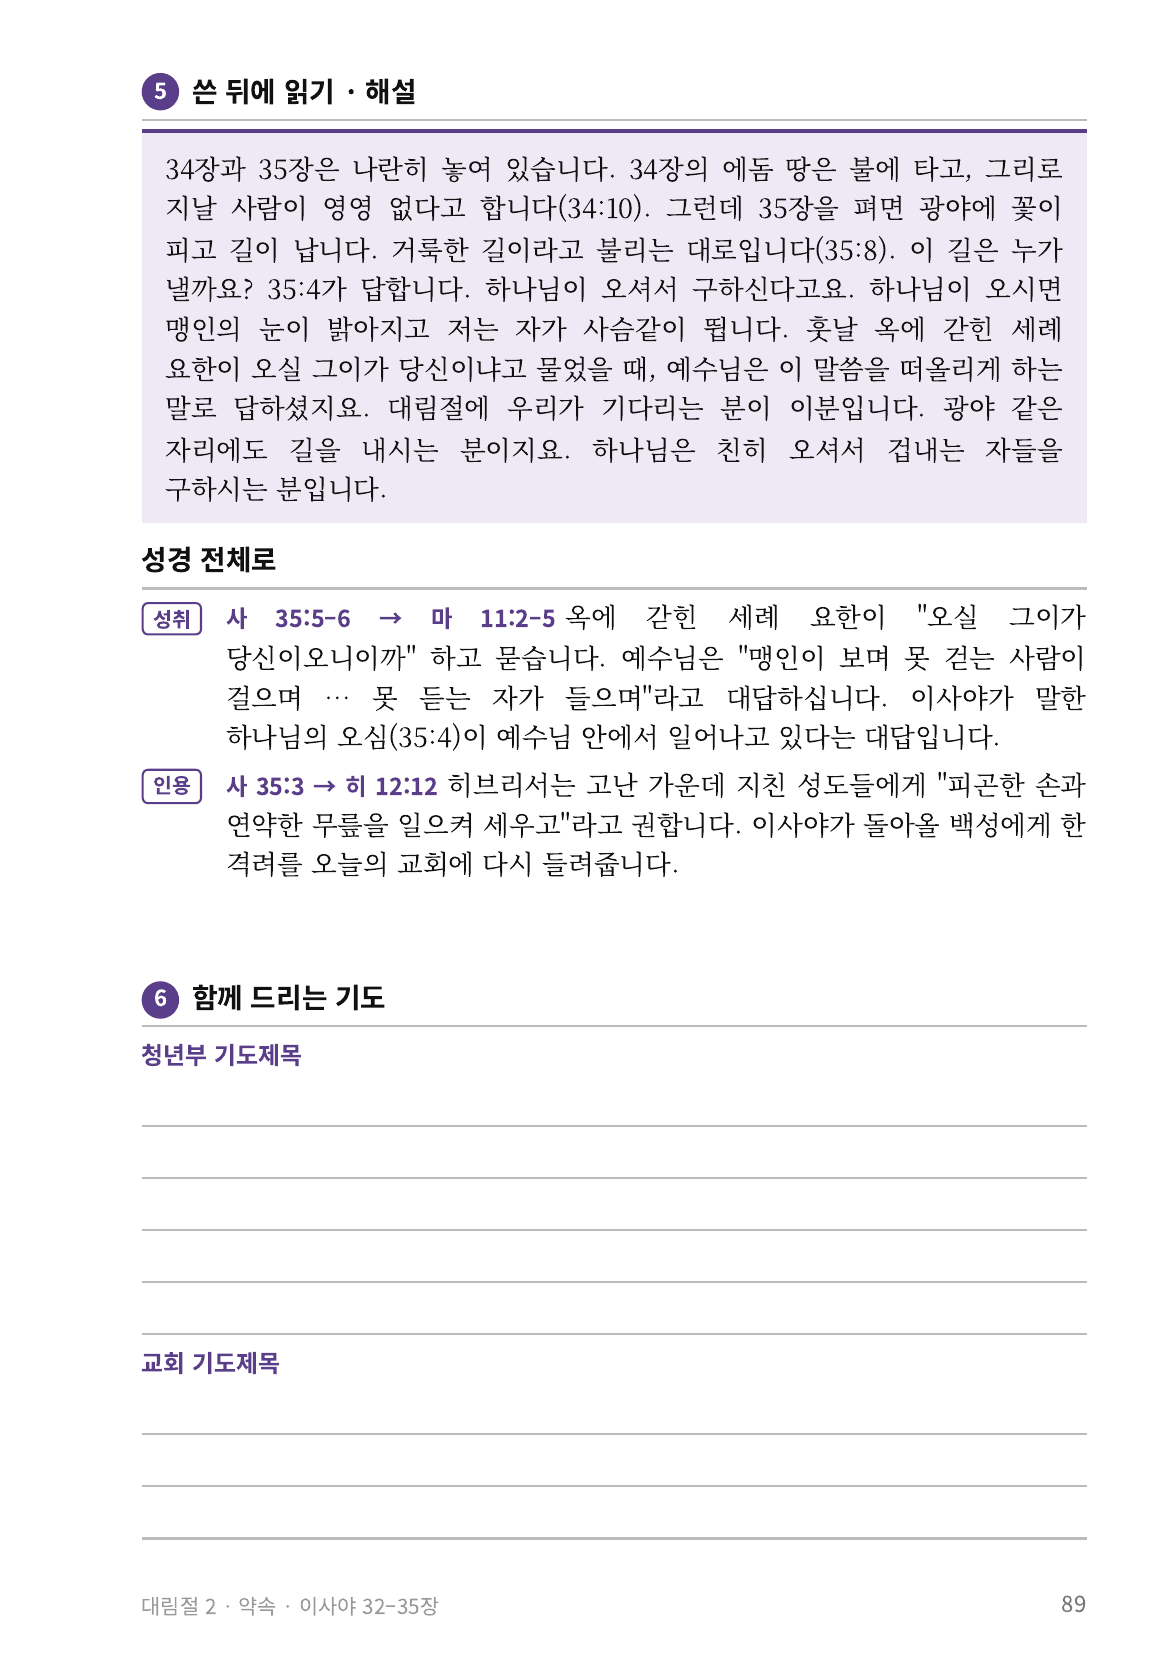 5 쓴 뒤에 읽기 · 해설
34장과 35장은 나란히 놓여 있습니다. 34장의 에돔 땅은 불에 타고, 그리로
지날 사람이 영영 없다고 합니다(34:10). 그런데 35장을 펴면 광야에 꽃이
피고 길이 납니다. 거룩한 길이라고 불리는 대로입니다(35:8). 이 길은 누가
낼까요? 35:4가 답합니다. 하나님이 오셔서 구하신다고요. 하나님이 오시면
맹인의 눈이 밝아지고 저는 자가 사슴같이 뜁니다. 훗날 옥에 갇힌 세례
요한이 오실 그이가 당신이냐고 물었을 때, 예수님은 이 말씀을 떠올리게 하는
말로 답하셨지요. 대림절에 우리가 기다리는 분이 이분입니다. 광야 같은
자리에도 길을 내시는 분이지요. 하나님은 친히 오셔서 겁내는 자들을
구하시는 분입니다.
성경 전체로
성취 사 35:5–6 → 마 11:2–5 옥에 갇힌 세례 요한이 "오실 그이가
당신이오니이까" 하고 묻습니다. 예수님은 "맹인이 보며 못 걷는 사람이
걸으며 … 못 듣는 자가 들으며"라고 대답하십니다. 이사야가 말한
하나님의 오심(35:4)이 예수님 안에서 일어나고 있다는 대답입니다.
인용 사 35:3 → 히 12:12 히브리서는 고난 가운데 지친 성도들에게 "피곤한 손과
연약한 무릎을 일으켜 세우고"라고 권합니다. 이사야가 돌아올 백성에게 한
격려를 오늘의 교회에 다시 들려줍니다.
6 함께 드리는 기도
청년부 기도제목
교회 기도제목
대림절 2 · 약속 · 이사야 32–35장
89